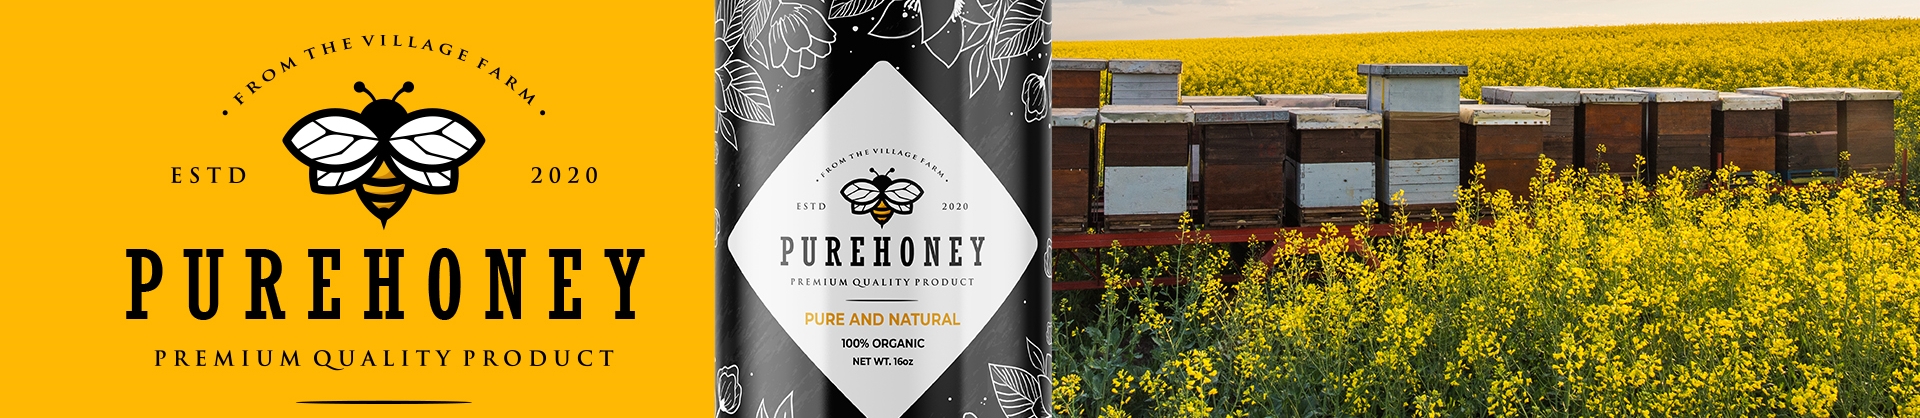 FROM THE VILLAGE FARM
ESTD 2020
PUREHONEY
PREMIUM QUALITY PRODUCT
FROM THE VILLAGE FARM
ESTD 2020
PUREHONEY
PREMIUM QUALITY PRODUCT
PURE AND NATURAL
100% ORGANIC
NET WT. 16oz